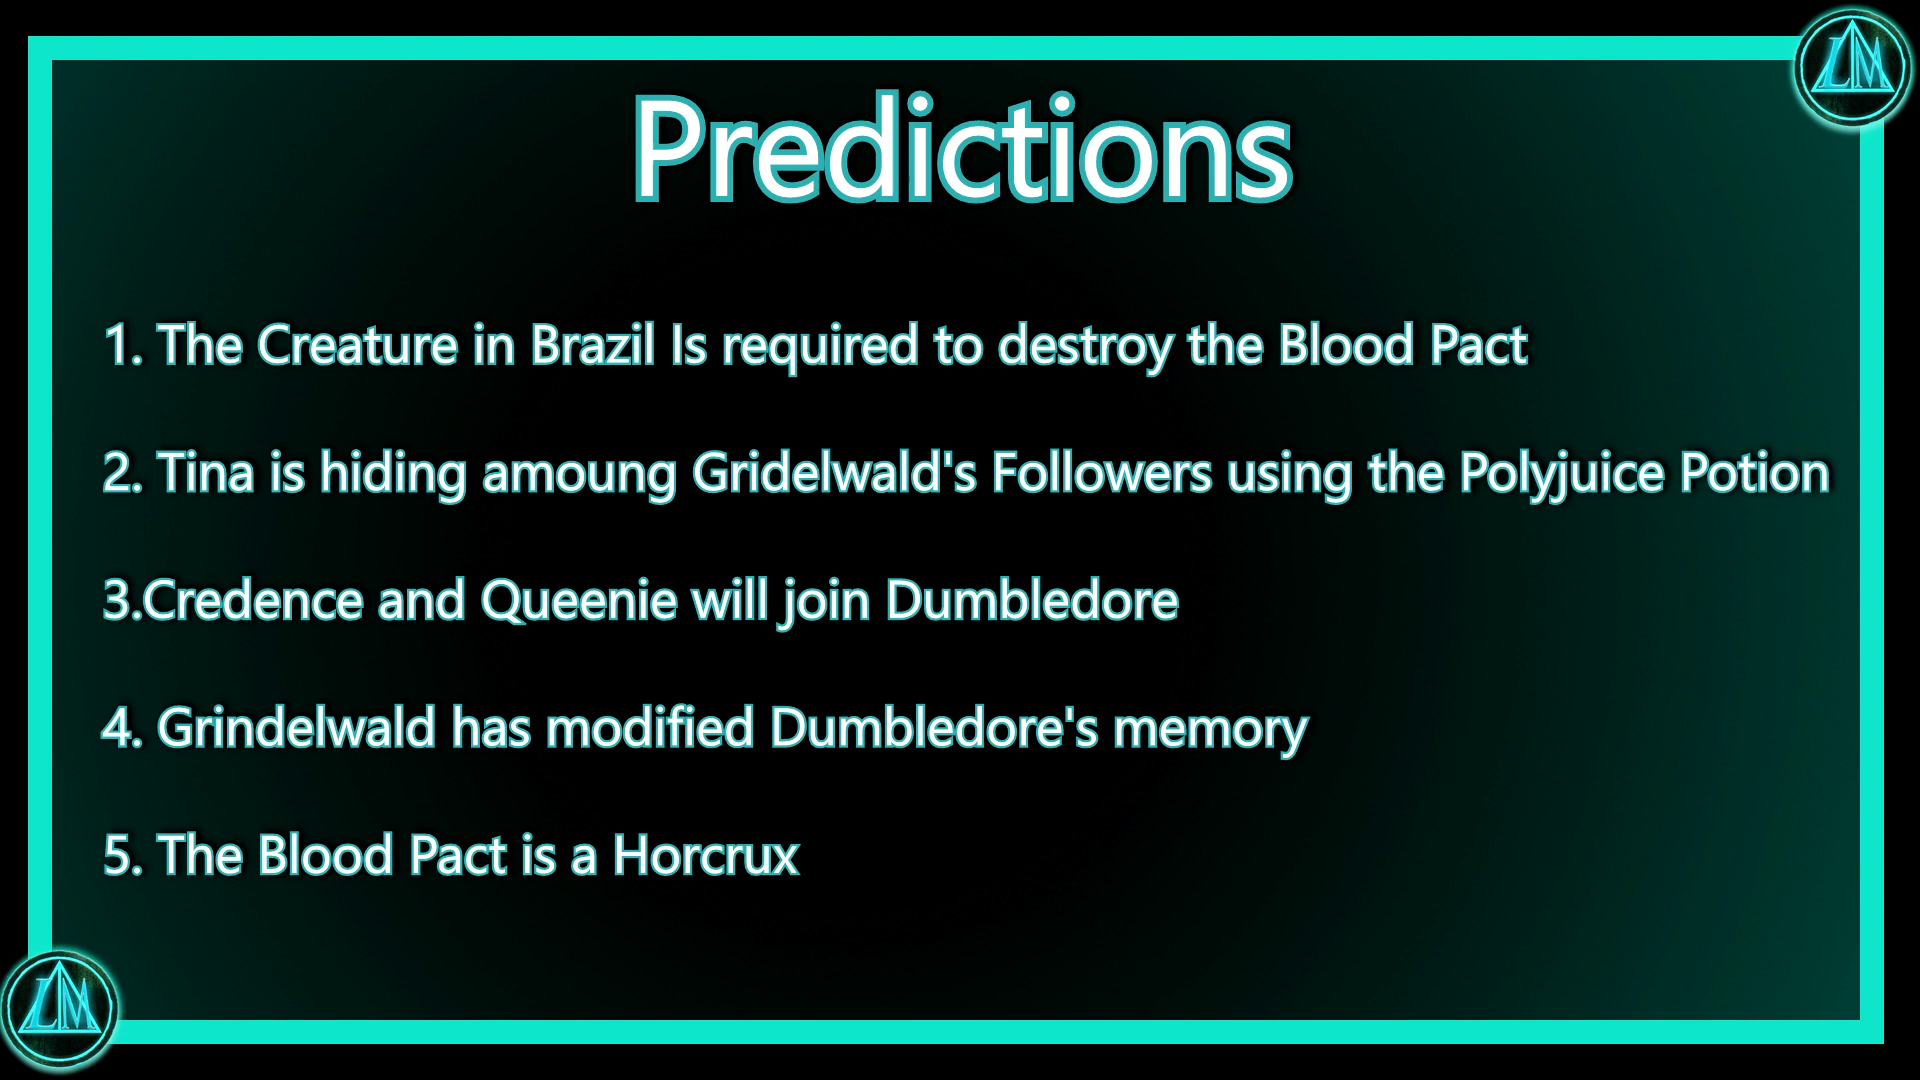 LM
Predictions
1. The Creature in Brazil Is required to destroy the Blood Pact
2. Tina is hiding amoung Gridelwald's Followers using the Polyjuice Potion
3.Credence and Queenie will join Dumbledore
4. Grindelwald has modified Dumbledore's memory
5. The Blood Pact is a Horcrux
LM